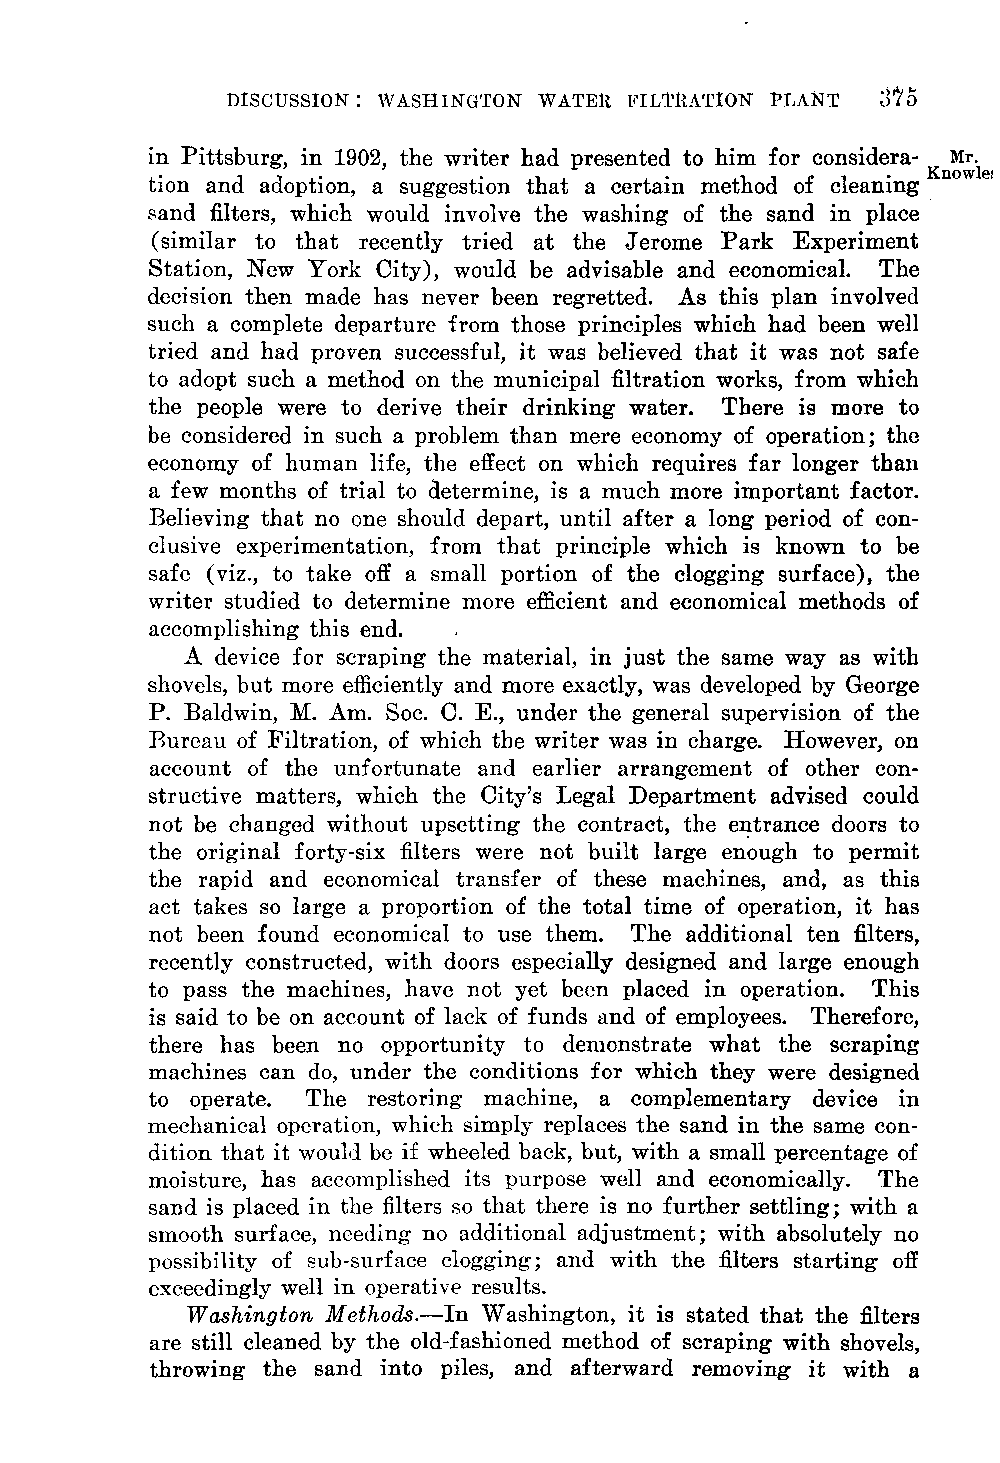 DISCUSSION: WASHINGTON WATER FILTRATION PLANT 375
in Pittsburg, in 1902, the writer had presented to him for considera- Mr.
tion and adoption, a suggestion that a certain method of cleaning Knowles
sand filters, which would involve the washing of the sand in place
(similar to that recently tried at the Jerome Park Experiment
Station, New York City), would be advisable and economical. The
decision then made has never been regretted. As this plan involved
such a complete departure from those principles which had been well
tried and had proven successful, it was believed that it was not safe
to adopt such a method on the municipal filtration works, from which
the people were to derive their drinking water. There is more to
be considered in such a problem than mere economy of operation; the
economy of human life, the effect on which requires far longer than
a few months of trial to determine, is a much more important factor.
Believing that no one should depart, until after a long period of con-
clusive experimentation, from that principle which is known to be
safe (viz., to take off a small portion of the clogging surface), the
writer studied to determine more efficient and economical methods of
accomplishing this end.
A device for scraping the material, in just the same way as with
shovels, but more efficiently and more exactly, was developed by George
P. Baldwin, M. Am. Soc. C. E., under the general supervision of the
Bureau of Filtration, of which the writer was in charge. However, on
account of the unfortunate and earlier arrangement of other con-
structive matters, which the City's Legal Department advised could
not be changed without upsetting the contract, the entrance doors to
the original forty-six filters were not built large enough to permit
the rapid and economical transfer of these machines, and, as this
act takes so large a proportion of the total time of operation, it has
not been found economical to use them. The additional ten filters,
recently constructed, with doors especially designed and large enough
to pass the machines, have not yet been placed in operation. This
is said to be on account of lack of funds and of employees. Therefore,
there has been no opportunity to demonstrate what the scraping
machines can do, under the conditions for which they were designed
to operate. The restoring machine, a complementary device in
mechanical operation, which simply replaces the sand in the same con-
dition that it would be if wheeled back, but, with a small percentage of
moisture, has accomplished its purpose well and economically. The
sand is placed in the filters so that there is no further settling; with a
smooth surface, needing no additional adjustment; with absolutely no
possibility of sub-surface clogging; and with the filters starting off
exceedingly well in operative results.
Washington Methods.—In Washington, it is stated that the filters
are still cleaned by the old-fashioned method of scraping with shovels,
throwing the sand into piles, and afterward removing it with a